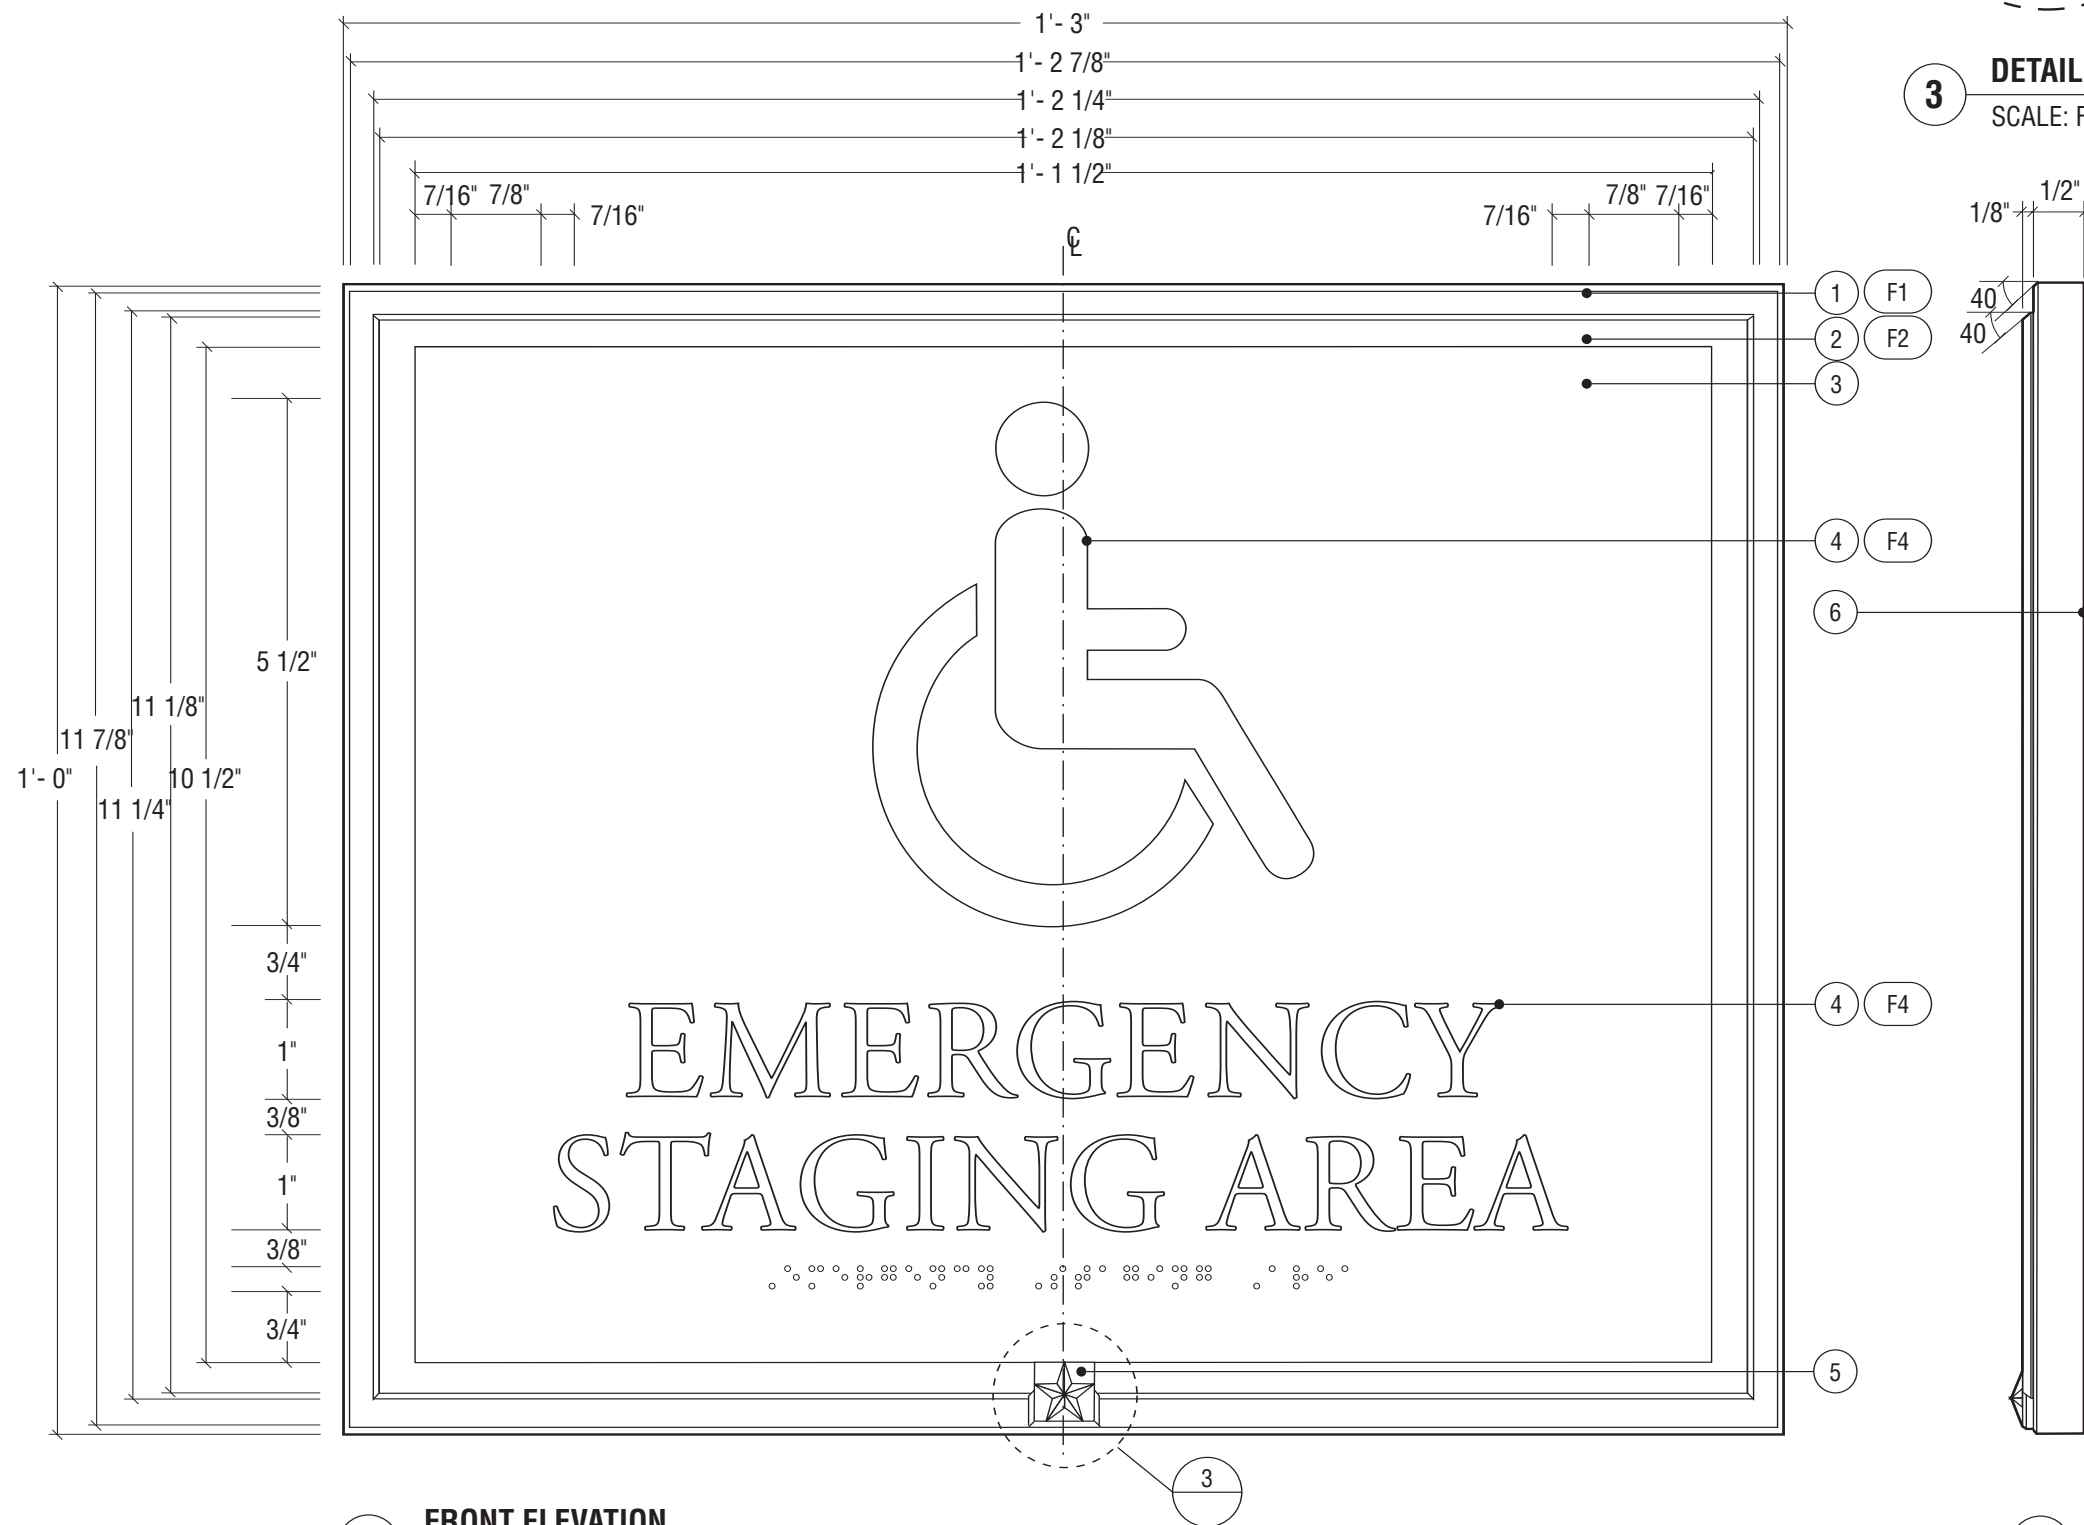 1'- 3"
1'- 2 7/8"
1'- 2 1/4"
1'- 2 1/8"
1'- 1 1/2"
7/16" 7/8" 7/16"
7/16" 7/8" 7/16"
℄
3 DETAIL
SCALE:
1/8" 1/2"
40
40
1 F1
2 F2
3
4 F4
6
5 1/2"
11 1/8"
11 7/8"
1'- 0"
10 1/2"
11 1/4"
3/4"
1"
3/8"
1"
3/8"
3/4"
EMERGENCY
STAGING AREA
⠠⠑⠍⠑⠗⠛⠑⠝⠉⠽ ⠠⠎⠞⠁⠛⠊⠝⠛ ⠠⠁⠗⠑⠁
4 F4
5
3
FRONT ELEVATION